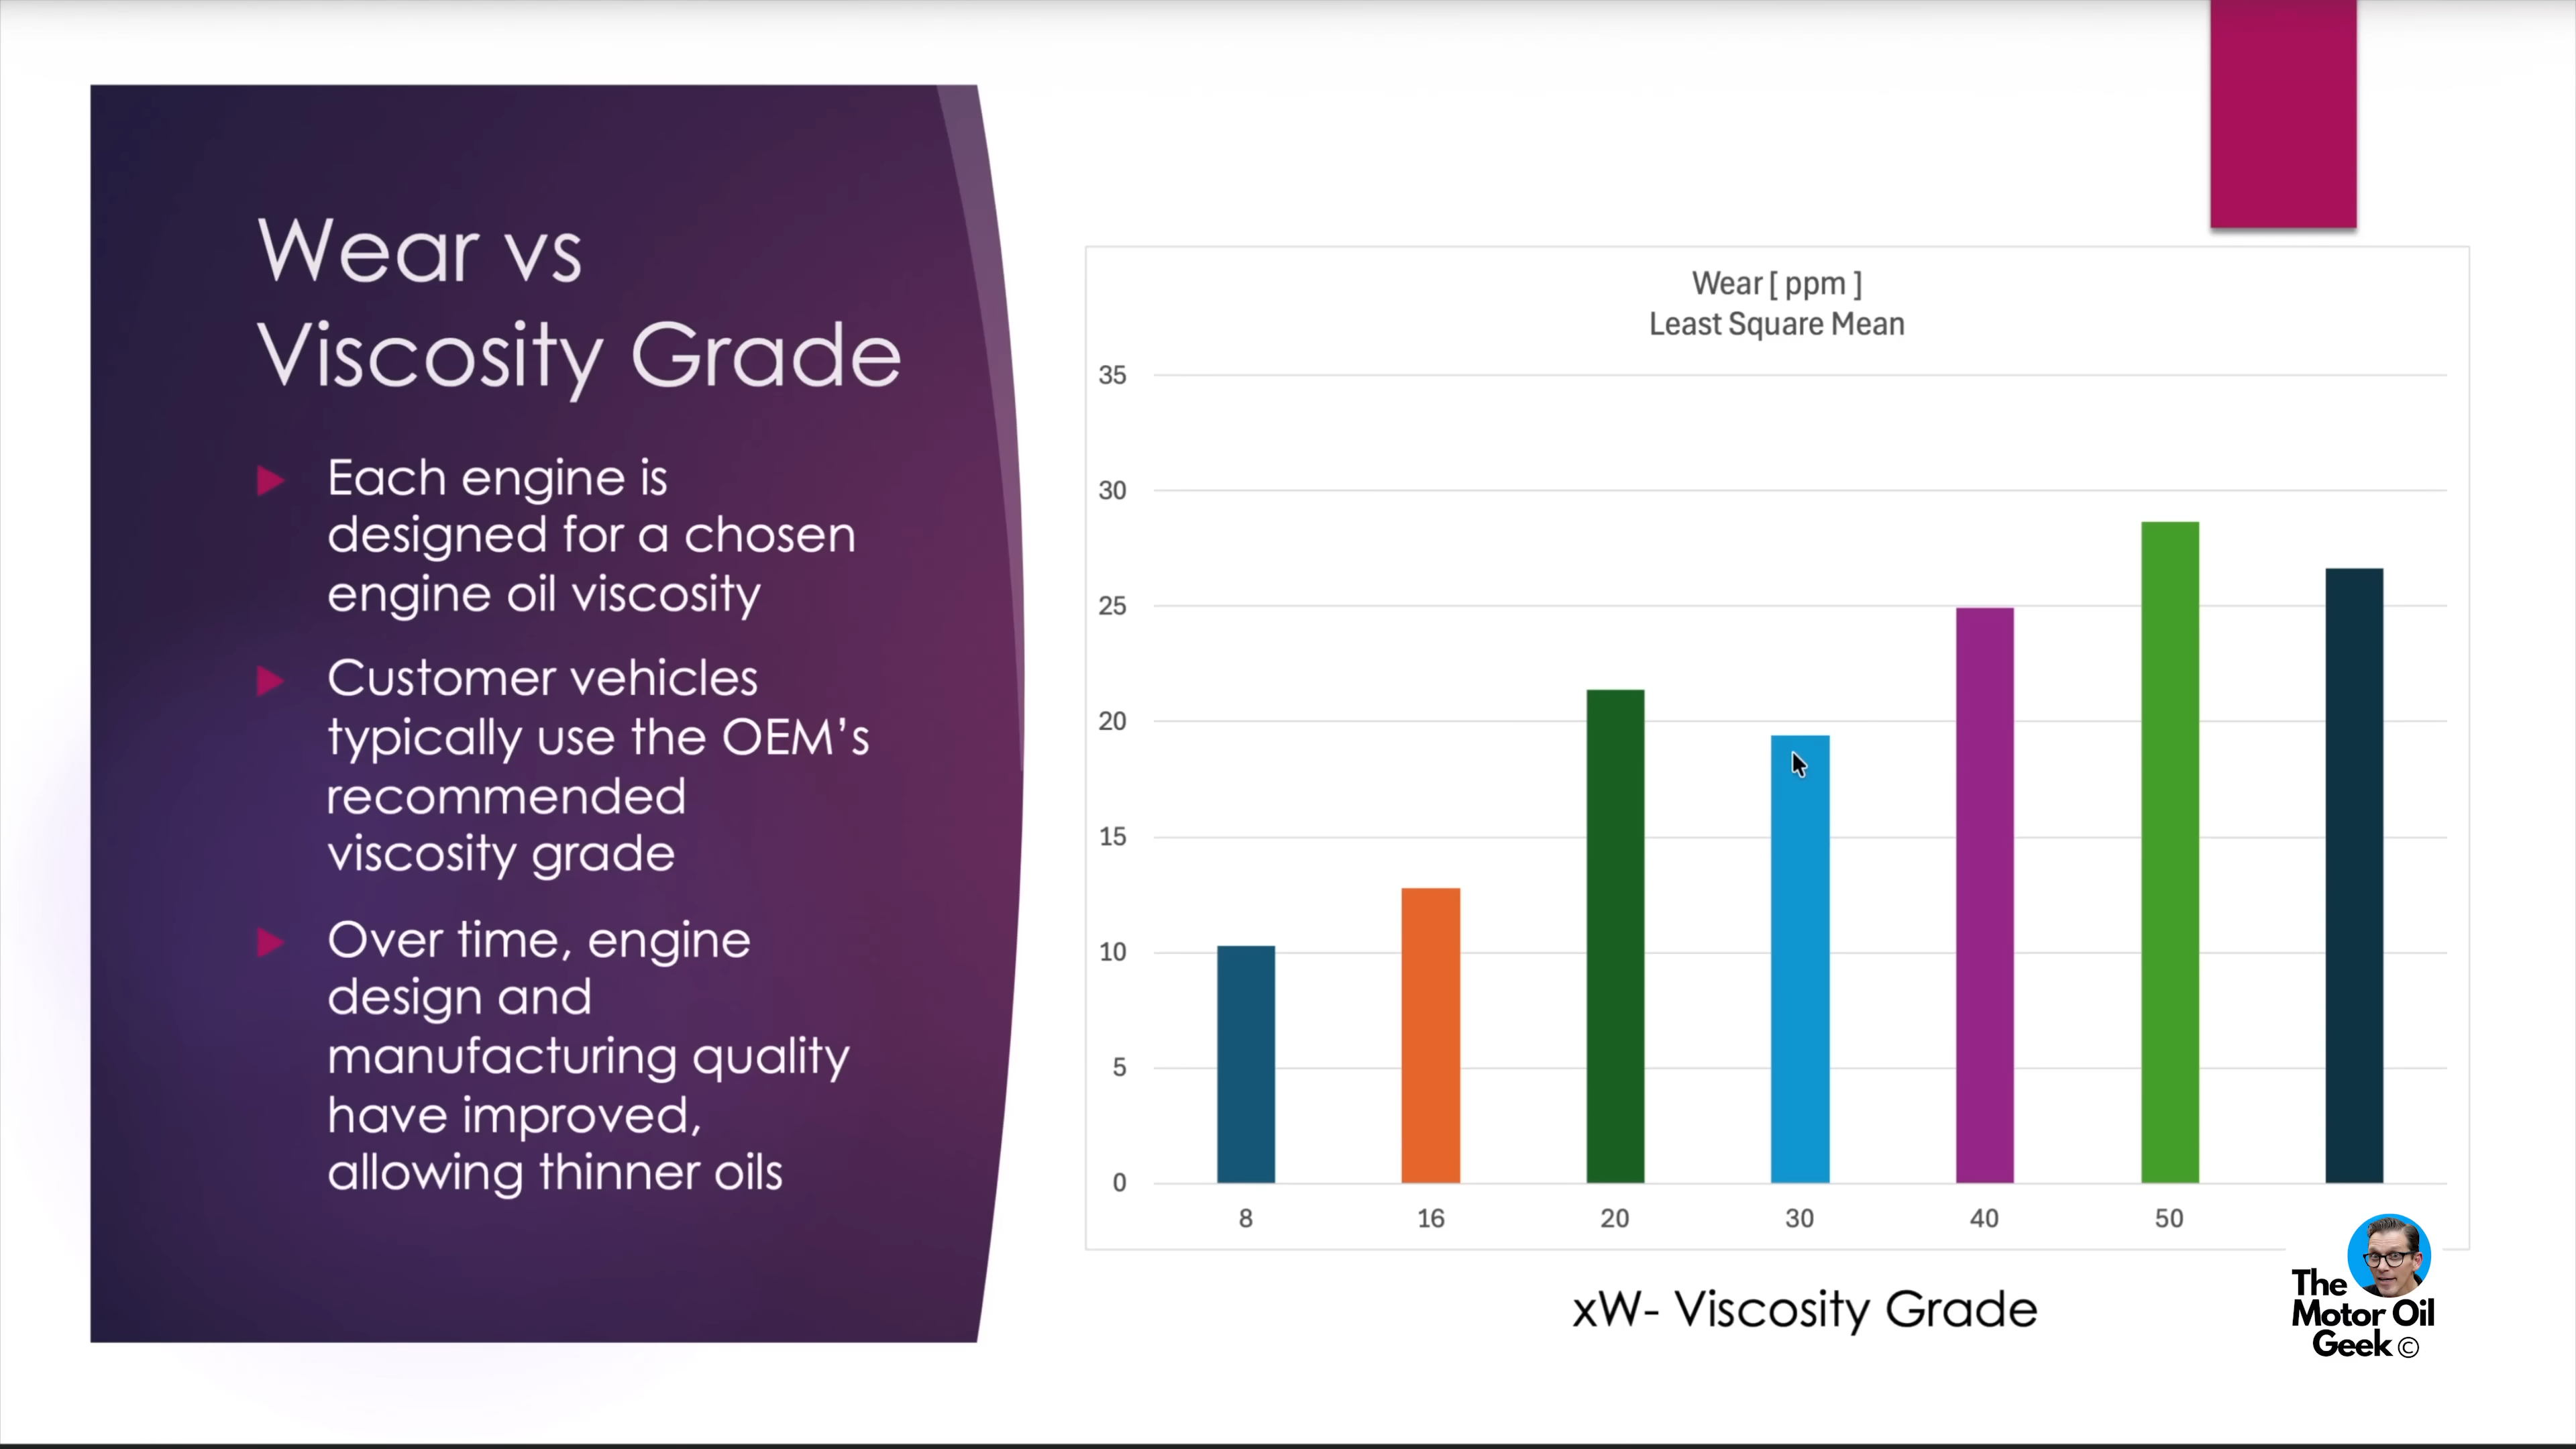 Wear vs
Viscosity Grade
Each engine is
designed for a chosen
engine oil viscosity
Customer vehicles
typically use the OEM’s
recommended
viscosity grade
Over time, engine
design and
manufacturing quality
have improved,
allowing thinner oils
Wear [ ppm ]
Least Square Mean
35
30
25
20
15
10
5
0
8 16 20 30 40 50
xW- Viscosity Grade
The
Motor Oil
Geek ©